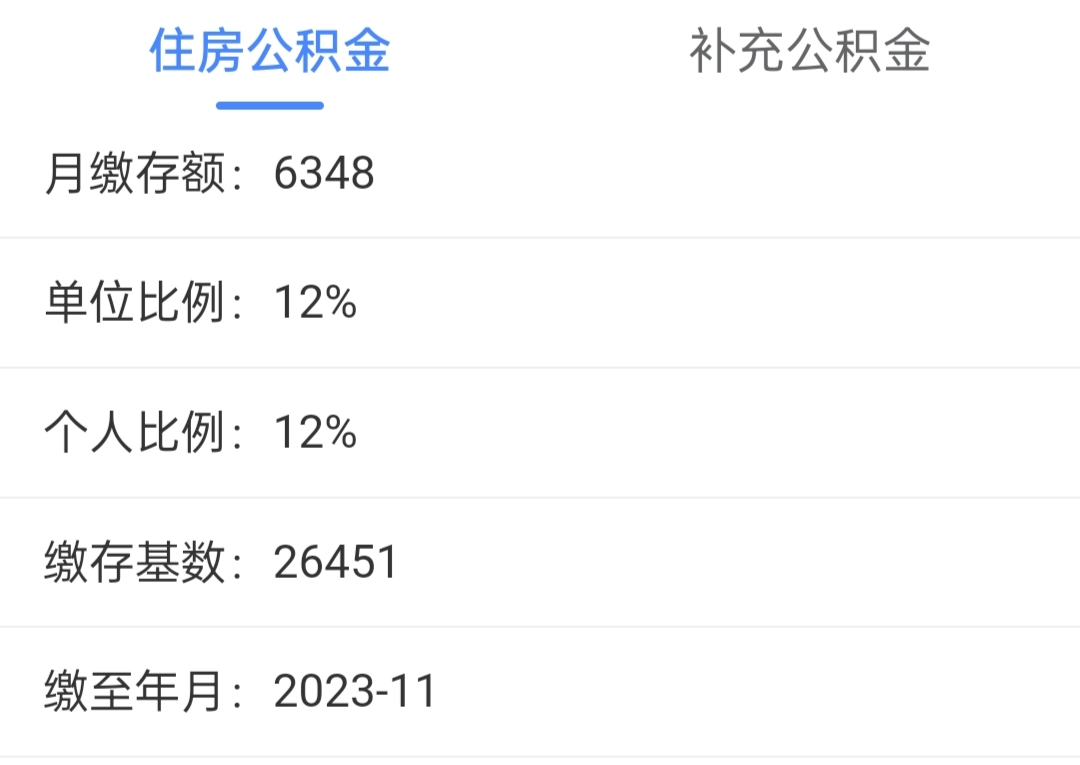 住房公积金 补充公积金
月缴存额：6348
单位比例：12%
个人比例：12%
缴存基数：26451
缴至年月：2023-11